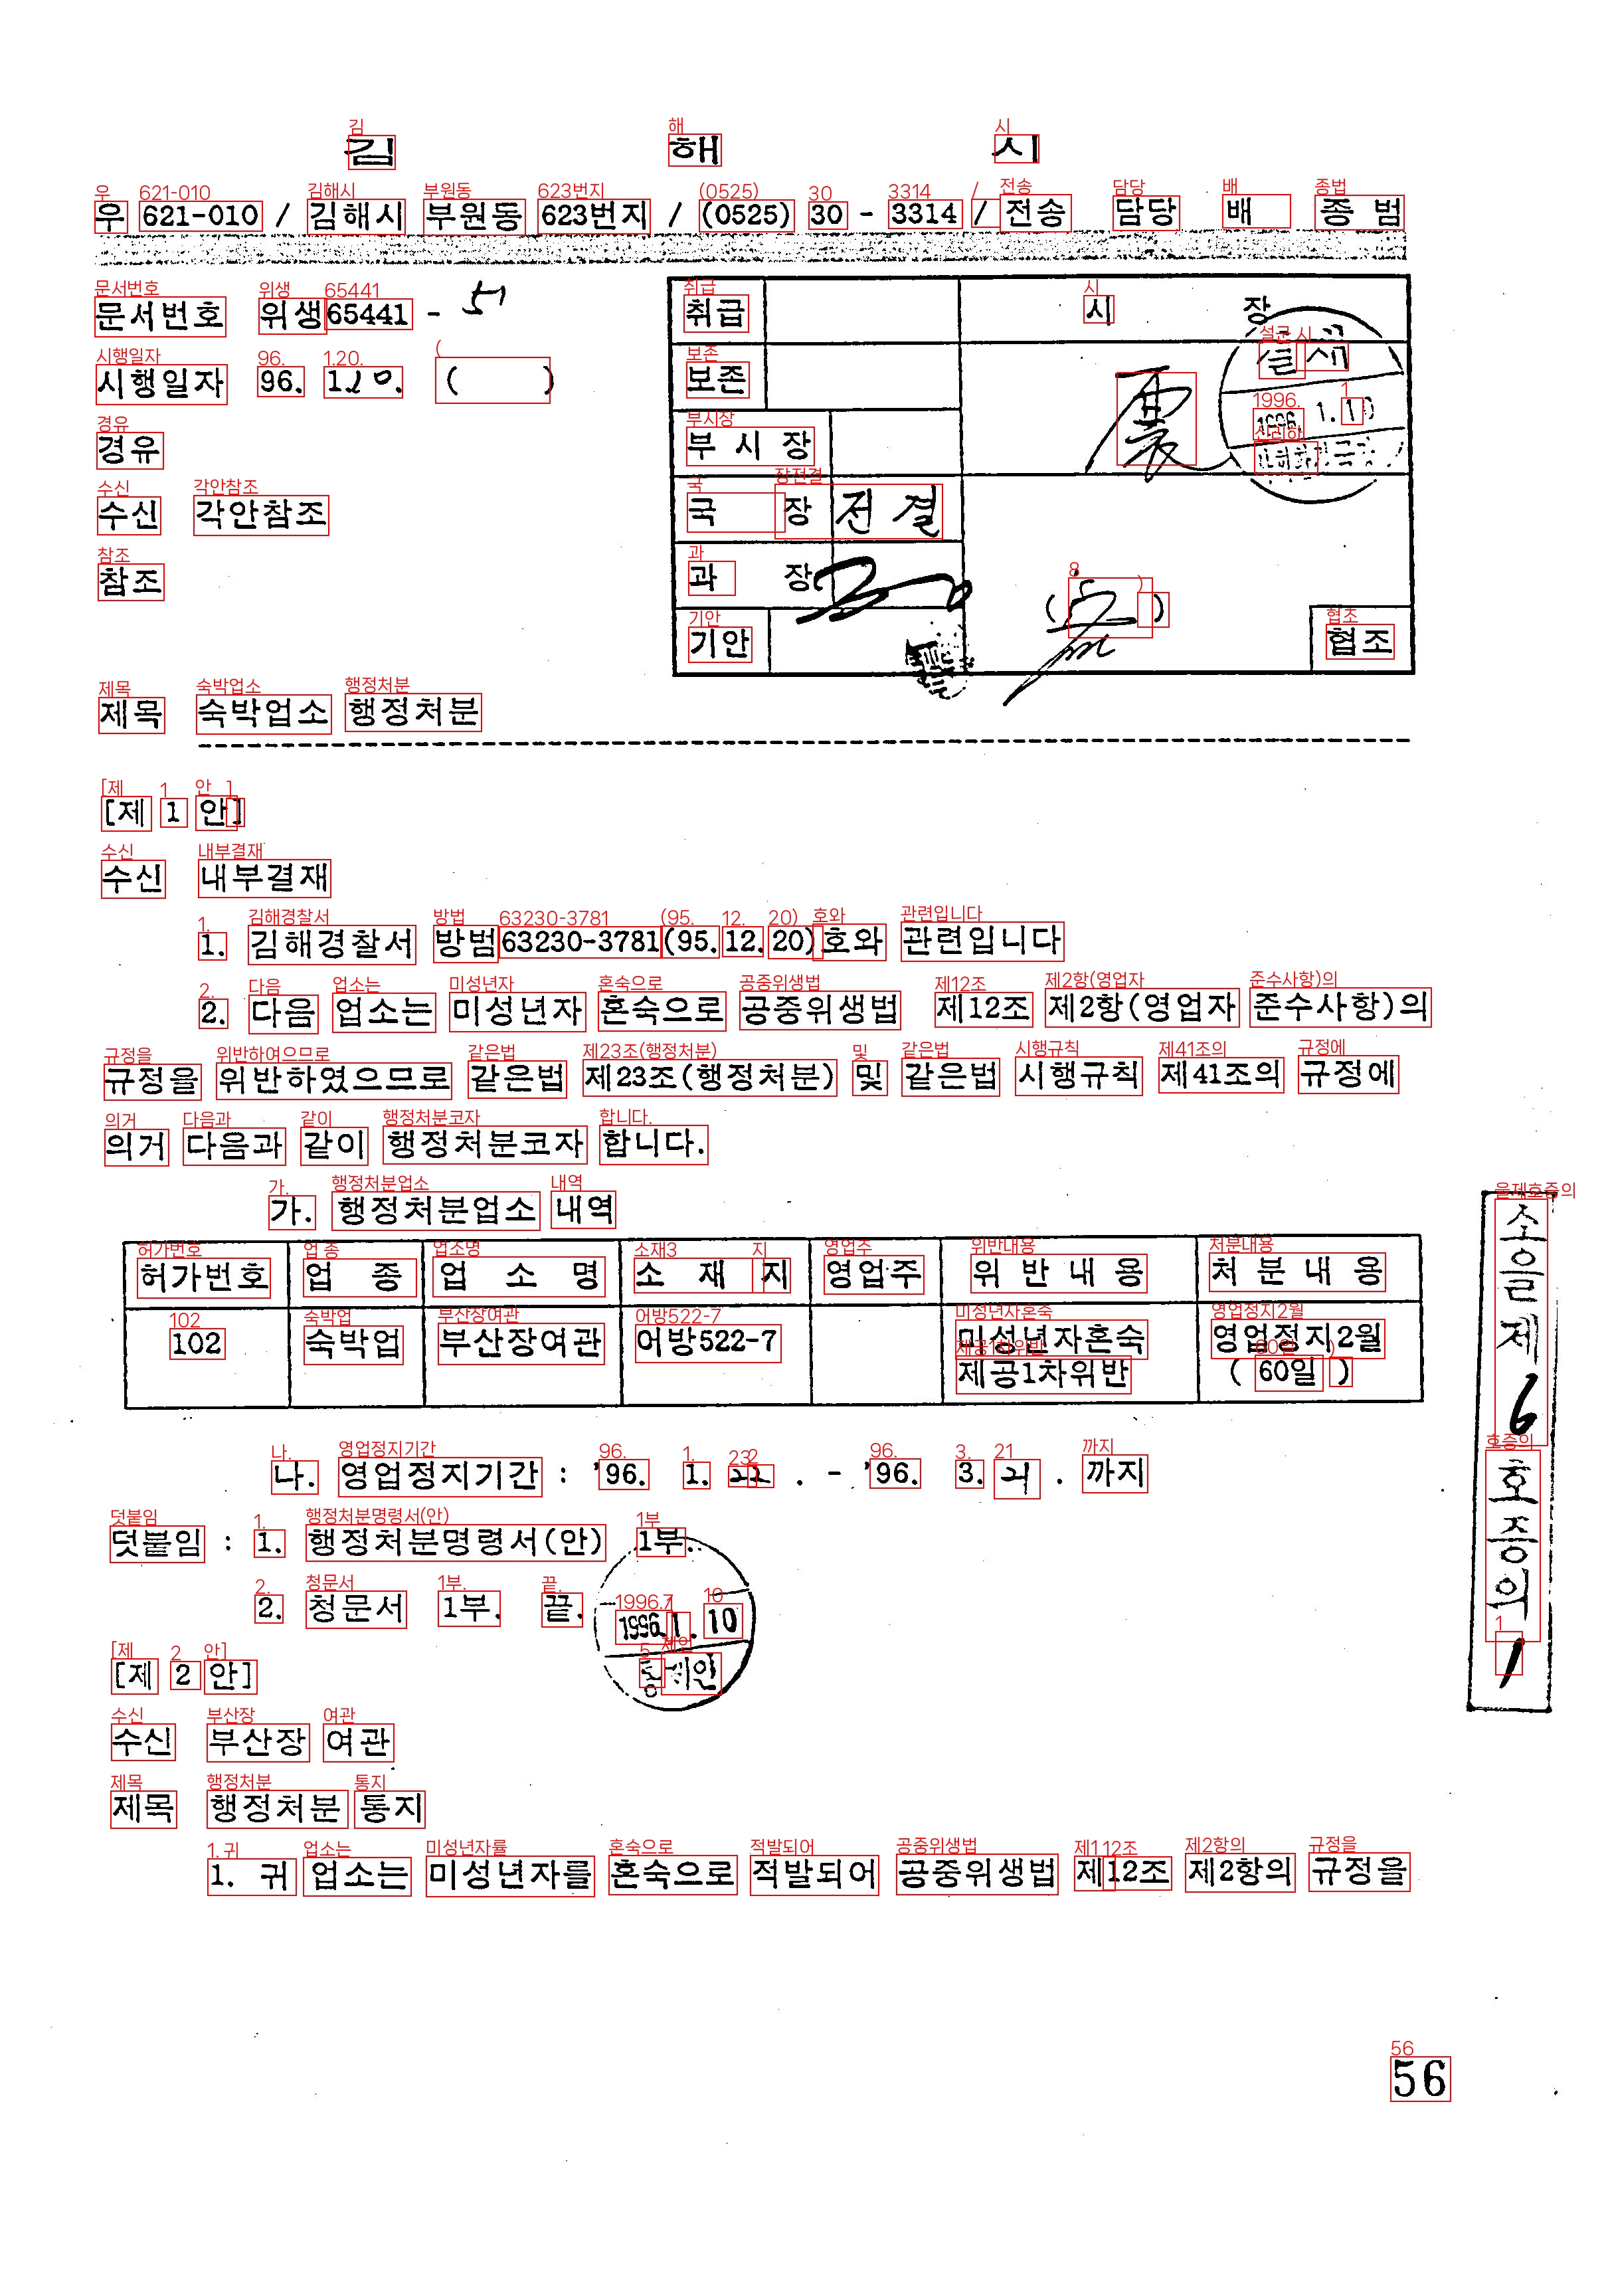 김 해 시
우 621-010 / 김해시 부원동 623번지 / (0525) 30 - 3314 / 전송 담당 배 종 범
문서번호 위생65441 - 51
시행일자 96. 1.20. ( )
경유
수신 각안참조
참조
취급 시 장
보존
부 시 장
국 장 전 결
과 장
기안 협조
제목 숙박업소 행정처분
[제 1 안]
수신 내부결재
1. 김해경찰서 방범63230-3781(95.12.20)호와 관련입니다
2. 다음 업소는 미성년자 혼숙으로 공중위생법 제12조 제2항(영업자 준수사항)의
규정을 위반하였으므로 같은법 제23조(행정처분) 및 같은법 시행규칙 제41조의 규정에
의거 다음과 같이 행정처분코자 합니다.
가. 행정처분업소 내역
허가번호 업 종 업 소 명 소 재 지 영업주 위 반 내 용 처 분 내 용
102 숙박업 부산장여관 어방522-7 미성년자혼숙 영업정지2월
제공1차위반 ( 60일 )
나. 영업정지기간 : '96. 1. 22 . - '96. 3. 21 . 까지
덧붙임 : 1. 행정처분명령서(안) 1부.
2. 청문서 1부. 끝.
1996.1.10
[제 2 안]
수신 부산장 여관
제목 행정처분 통지
1. 귀 업소는 미성년자를 혼숙으로 적발되어 공중위생법 제12조 제2항의 규정을
소을제 6 호증의 1
56